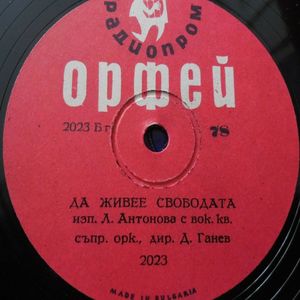 радиопром
ОРФЕЙ
2023 Б г 78
ДА ЖИВЕЕ СВОБОДАТА
изп. Л. Антонова с вок. кв.
съпр. орк., дир. Д. Ганев
2023
MADE IN BULGARIA